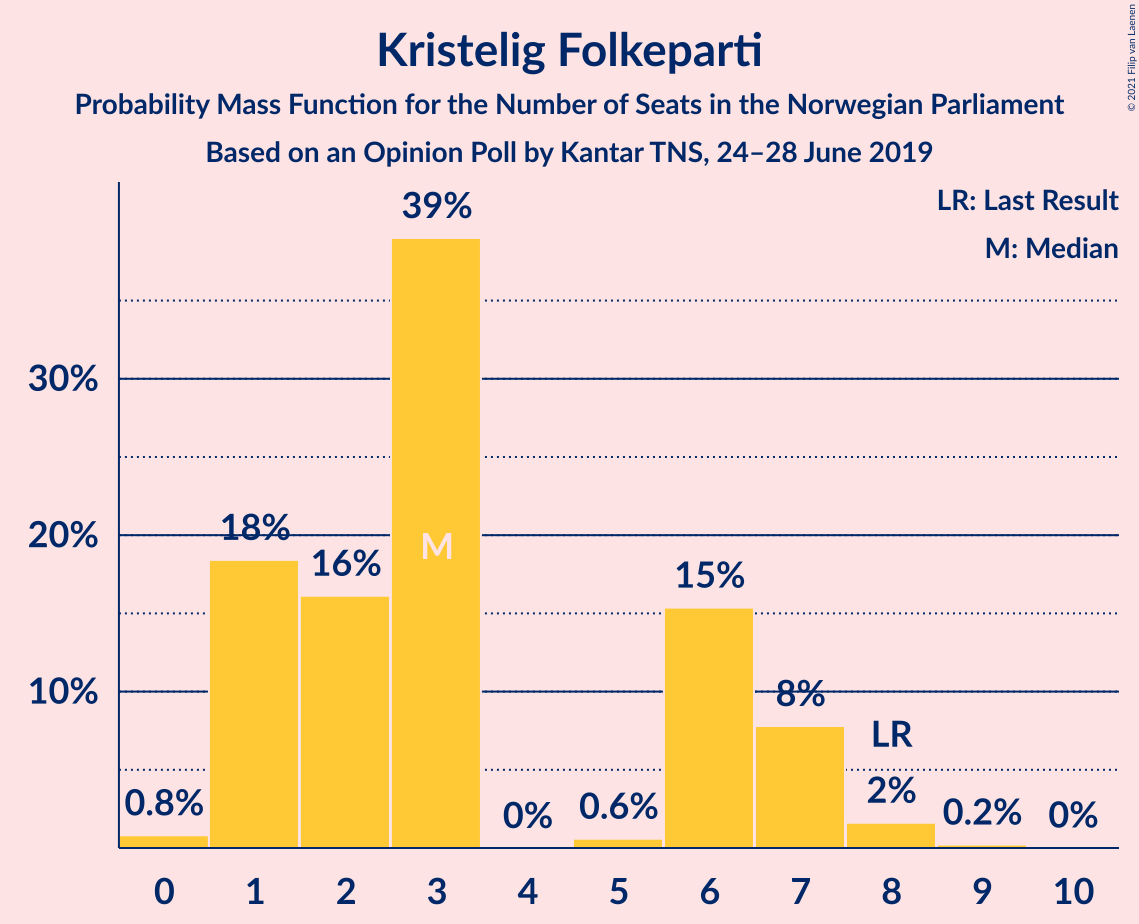 © 2021 Filip van Laenen
Kristelig Folkeparti
Probability Mass Function for the Number of Seats in the Norwegian Parliament
Based on an Opinion Poll by Kantar TNS, 24–28 June 2019
LR: Last Result
M: Median
39%
30%
20%
18%
16%
M
15%
10%
8%
LR
0.8%
0%
0.6%
2%
0.2%
0%
0 1 2 3 4 5 6 7 8 9 10